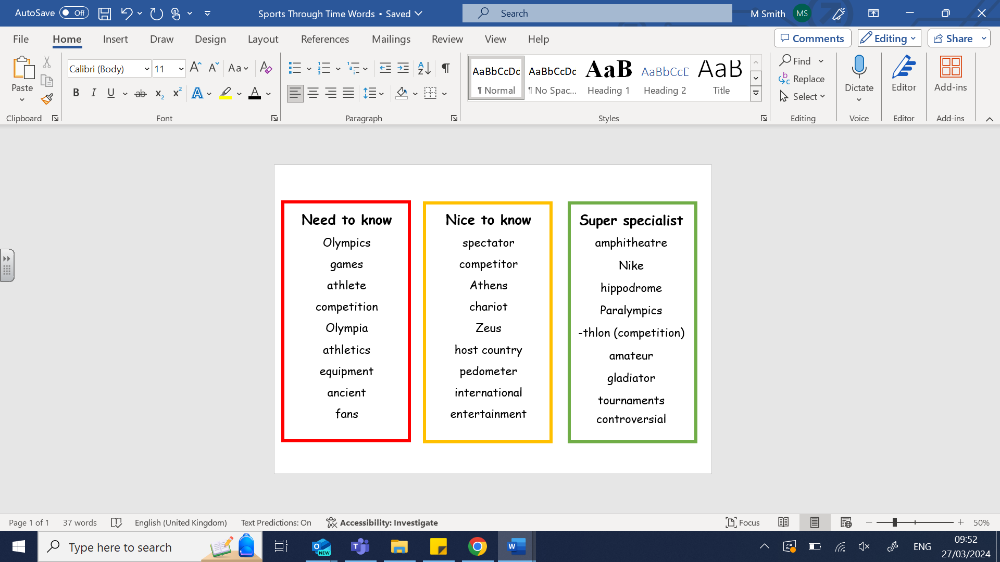 AutoSave Off
Sports Through Time Words • Saved
Search
M Smith MS
File Home Insert Draw Design Layout References Mailings Review View Help
Comments Editing Share
Paste
Clipboard
Calibri (Body) 11
Font
Paragraph
AaBbCcDc AaBbCcDc AaB AaBbCcD AaB
¶ Normal ¶ No Spac... Heading 1 Heading 2 Title
Styles
Find
Replace
Select
Editing
Dictate
Voice
Editor
Editor
Add-ins
Add-ins
Need to know
Olympics
games
athlete
competition
Olympia
athletics
equipment
ancient
fans
Nice to know
spectator
competitor
Athens
chariot
Zeus
host country
pedometer
international
entertainment
Super specialist
amphitheatre
Nike
hippodrome
Paralympics
-thlon (competition)
amateur
gladiator
tournaments
controversial
Page 1 of 1 37 words English (United Kingdom) Text Predictions: On Accessibility: Investigate Focus 50%
Type here to search
NEW
ENG
09:52
27/03/2024